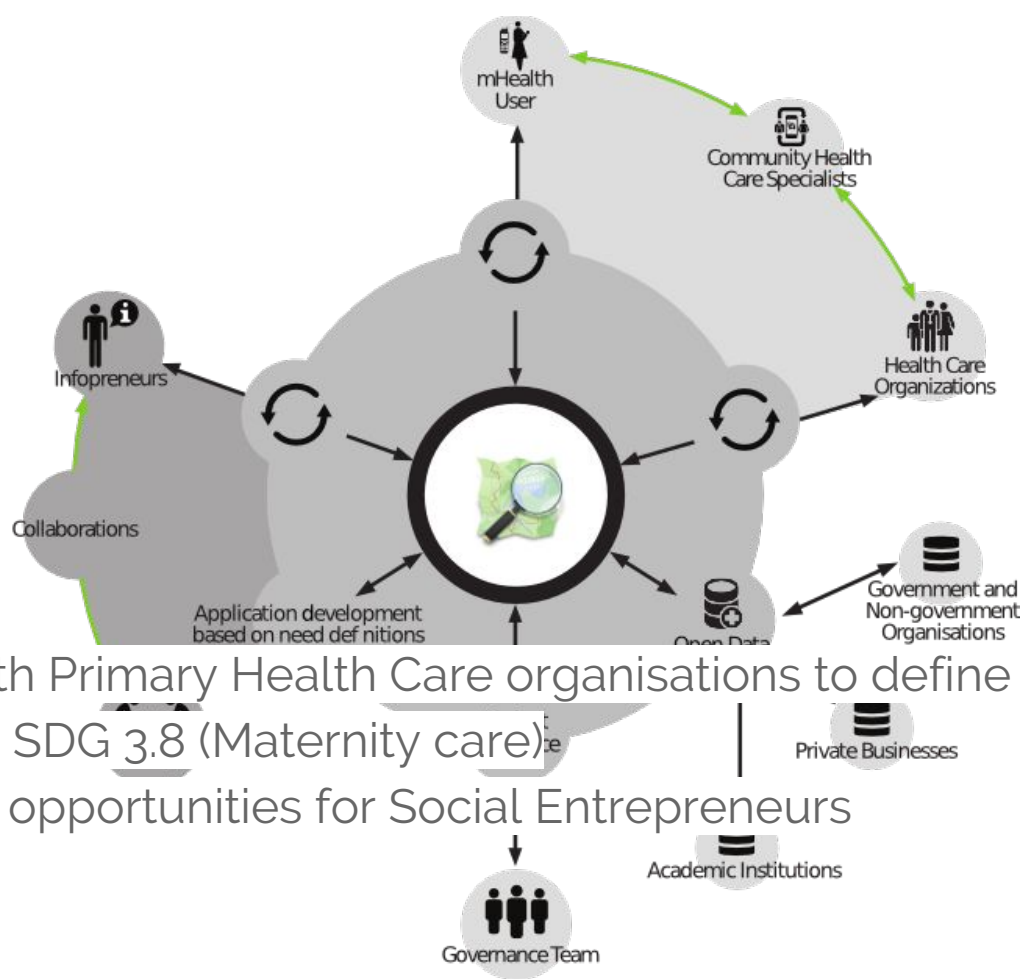 mHealth
User
Community Health
Care Specialists
Infopreneurs
Health Care
Organizations
Collaborations
Application development
based on need def nitions
Open Data
Government and
Non-government
Organisations
th Primary Health Care organisations to define
SDG 3.8 (Maternity care)
Private Businesses
opportunities for Social Entrepreneurs
Academic Institutions
Governance Team